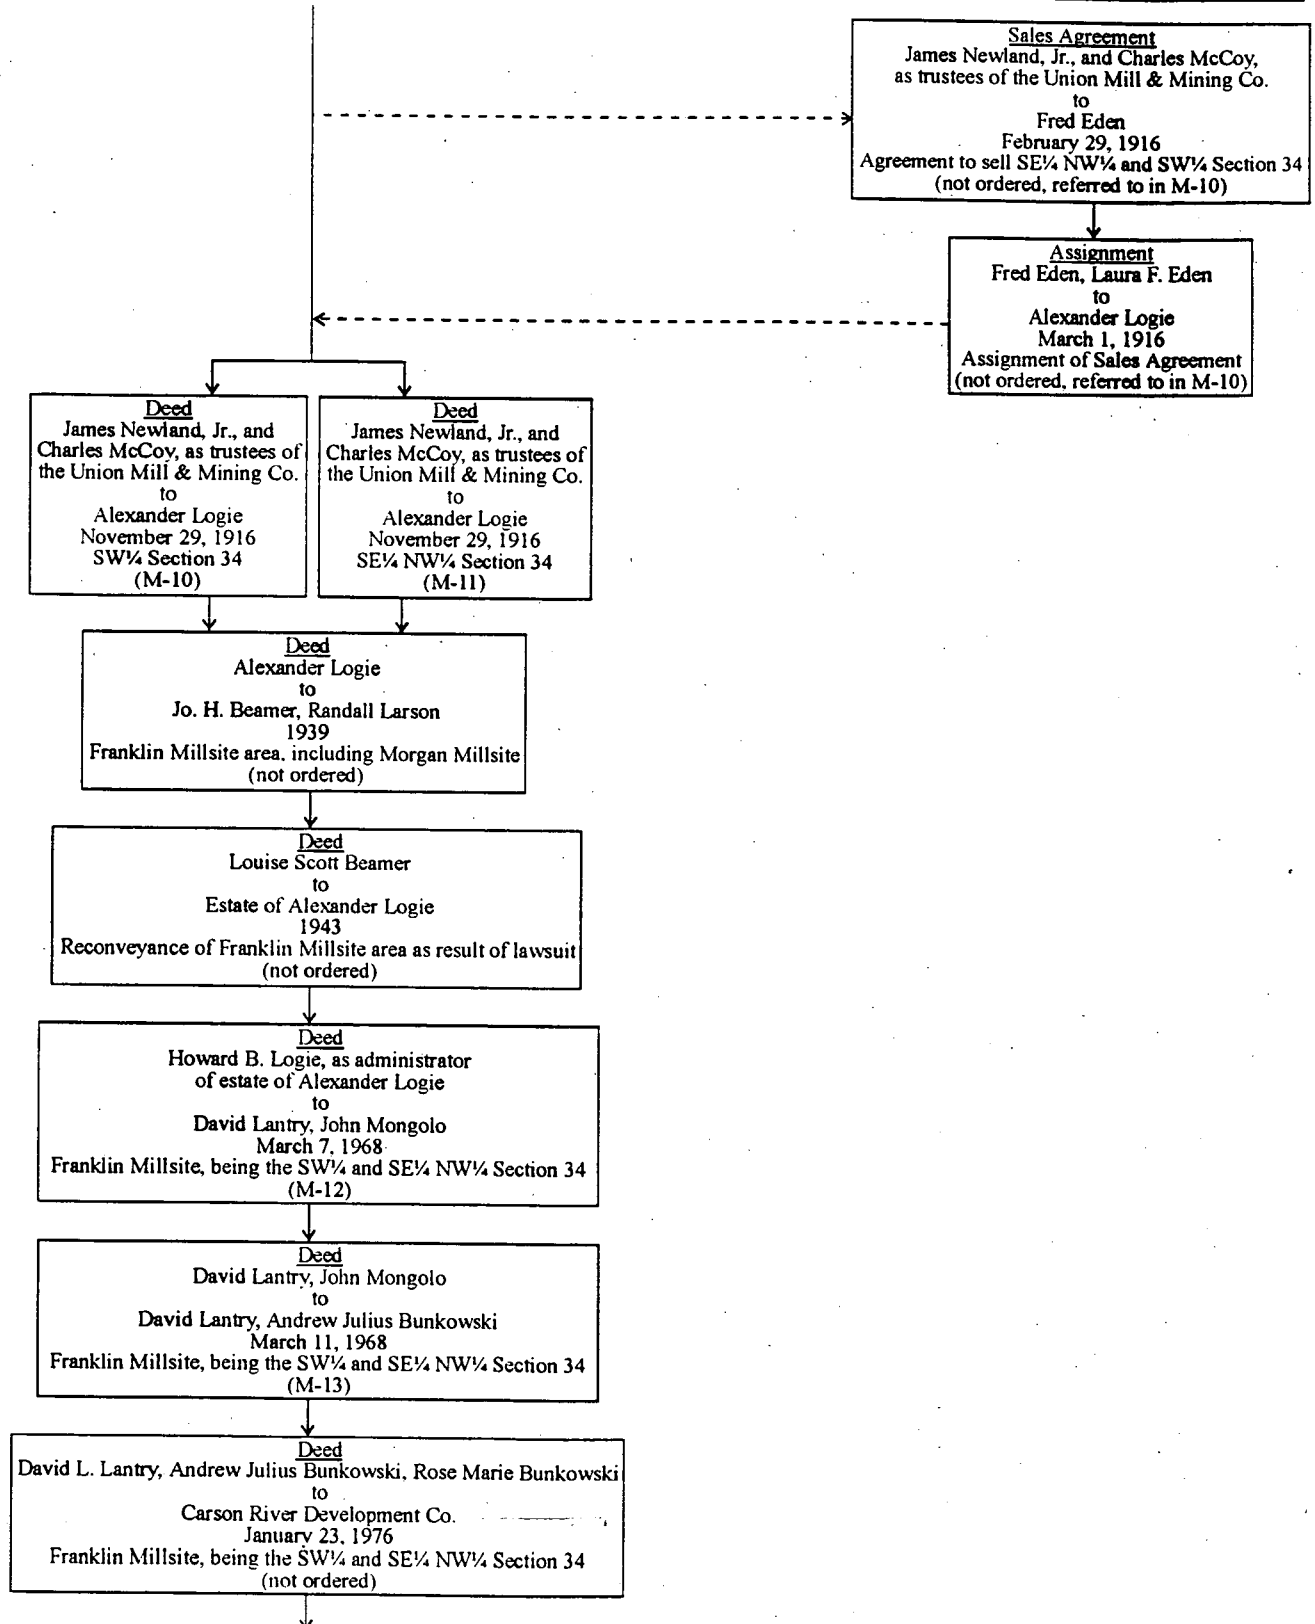 Sales Agreement
James Newland, Jr., and Charles McCoy,
as trustees of the Union Mill & Mining Co.
to
Fred Eden
February 29, 1916
Agreement to sell SE¼ NW¼ and SW¼ Section 34
(not ordered, referred to in M-10)
Assignment
Fred Eden, Laura F. Eden
to
Alexander Logie
March 1, 1916
Assignment of Sales Agreement
(not ordered, referred to in M-10)
Deed
James Newland, Jr., and
Charles McCoy, as trustees of
the Union Mill & Mining Co.
to
Alexander Logie
November 29, 1916
SW¼ Section 34
(M-10)
Deed
James Newland, Jr., and
Charles McCoy, as trustees of
the Union Mill & Mining Co.
to
Alexander Logie
November 29, 1916
SE¼ NW¼ Section 34
(M-11)
Deed
Alexander Logie
to
Jo. H. Beamer, Randall Larson
1939
Franklin Millsite area, including Morgan Millsite
(not ordered)
Deed
Louise Scott Beamer
to
Estate of Alexander Logie
1943
Reconveyance of Franklin Millsite area as result of lawsuit
(not ordered)
Deed
Howard B. Logie, as administrator
of estate of Alexander Logie
to
David Lantry, John Mongolo
March 7, 1968
Franklin Millsite, being the SW¼ and SE¼ NW¼ Section 34
(M-12)
Deed
David Lantry, John Mongolo
to
David Lantry, Andrew Julius Bunkowski
March 11, 1968
Franklin Millsite, being the SW¼ and SE¼ NW¼ Section 34
(M-13)
Deed
David L. Lantry, Andrew Julius Bunkowski, Rose Marie Bunkowski
to
Carson River Development Co.
January 23, 1976
Franklin Millsite, being the SW¼ and SE¼ NW¼ Section 34
(not ordered)